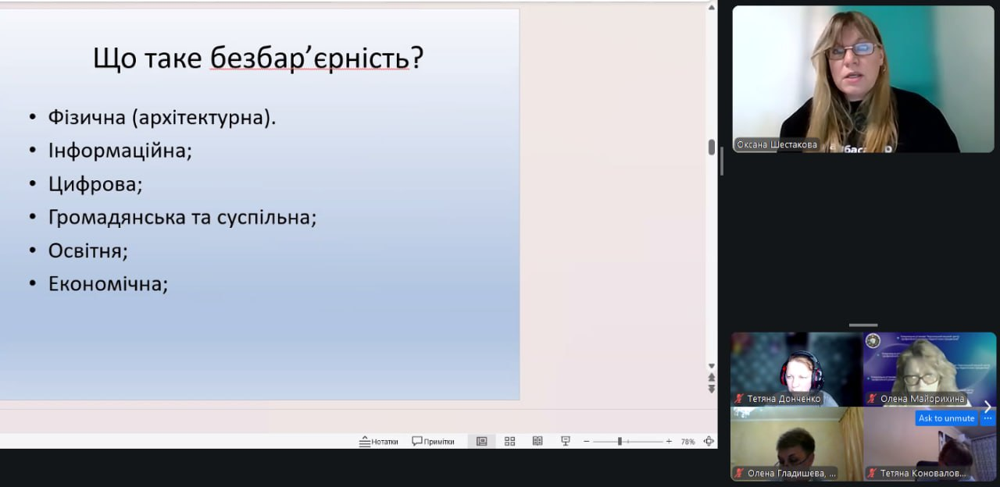 Що таке безбар’єрність?
• Фізична (архітектурна).
• Інформаційна;
• Цифрова;
• Громадянська та суспільна;
• Освітня;
• Економічна;
Нотатки
Примітки
78%
Оксана Шестакова
Тетяна Донченко
Олена Майорихина
Ask to unmute
Олена Гладишева, ...
Тетяна Коновалов...